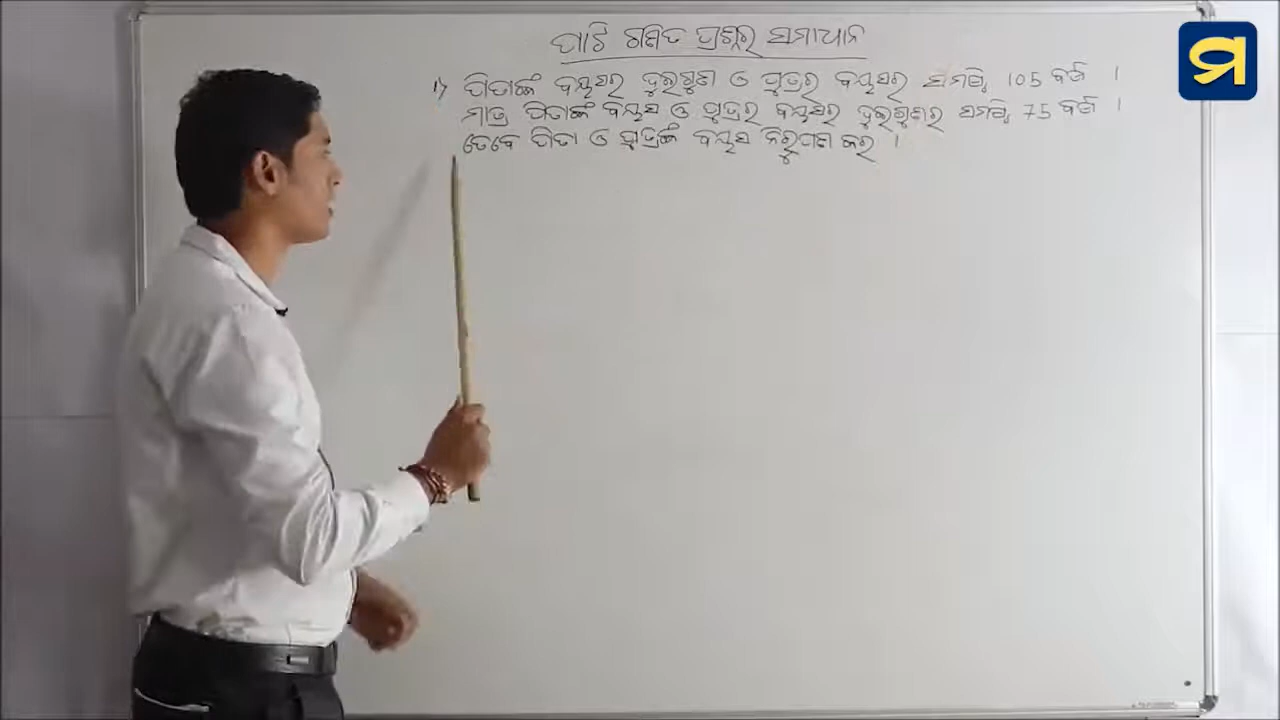 ପାଟି ଗଣିତ ପ୍ରଶ୍ନର ସମାଧାନ
ମ
1) ପିତାଙ୍କ ବୟସର ଦୁଇଗୁଣ ଓ ପୁତ୍ରର ବୟସର ସମଷ୍ଟି 105 ବର୍ଷ ।
ମାତ୍ର ପିତାଙ୍କ ବୟସ ଓ ପୁତ୍ରର ବୟସର ଦୁଇଗୁଣର ସମଷ୍ଟି 75 ବର୍ଷ ।
ତେବେ ପିତା ଓ ପୁତ୍ରଙ୍କ ବୟସ ନିରୁପଣ କର ।